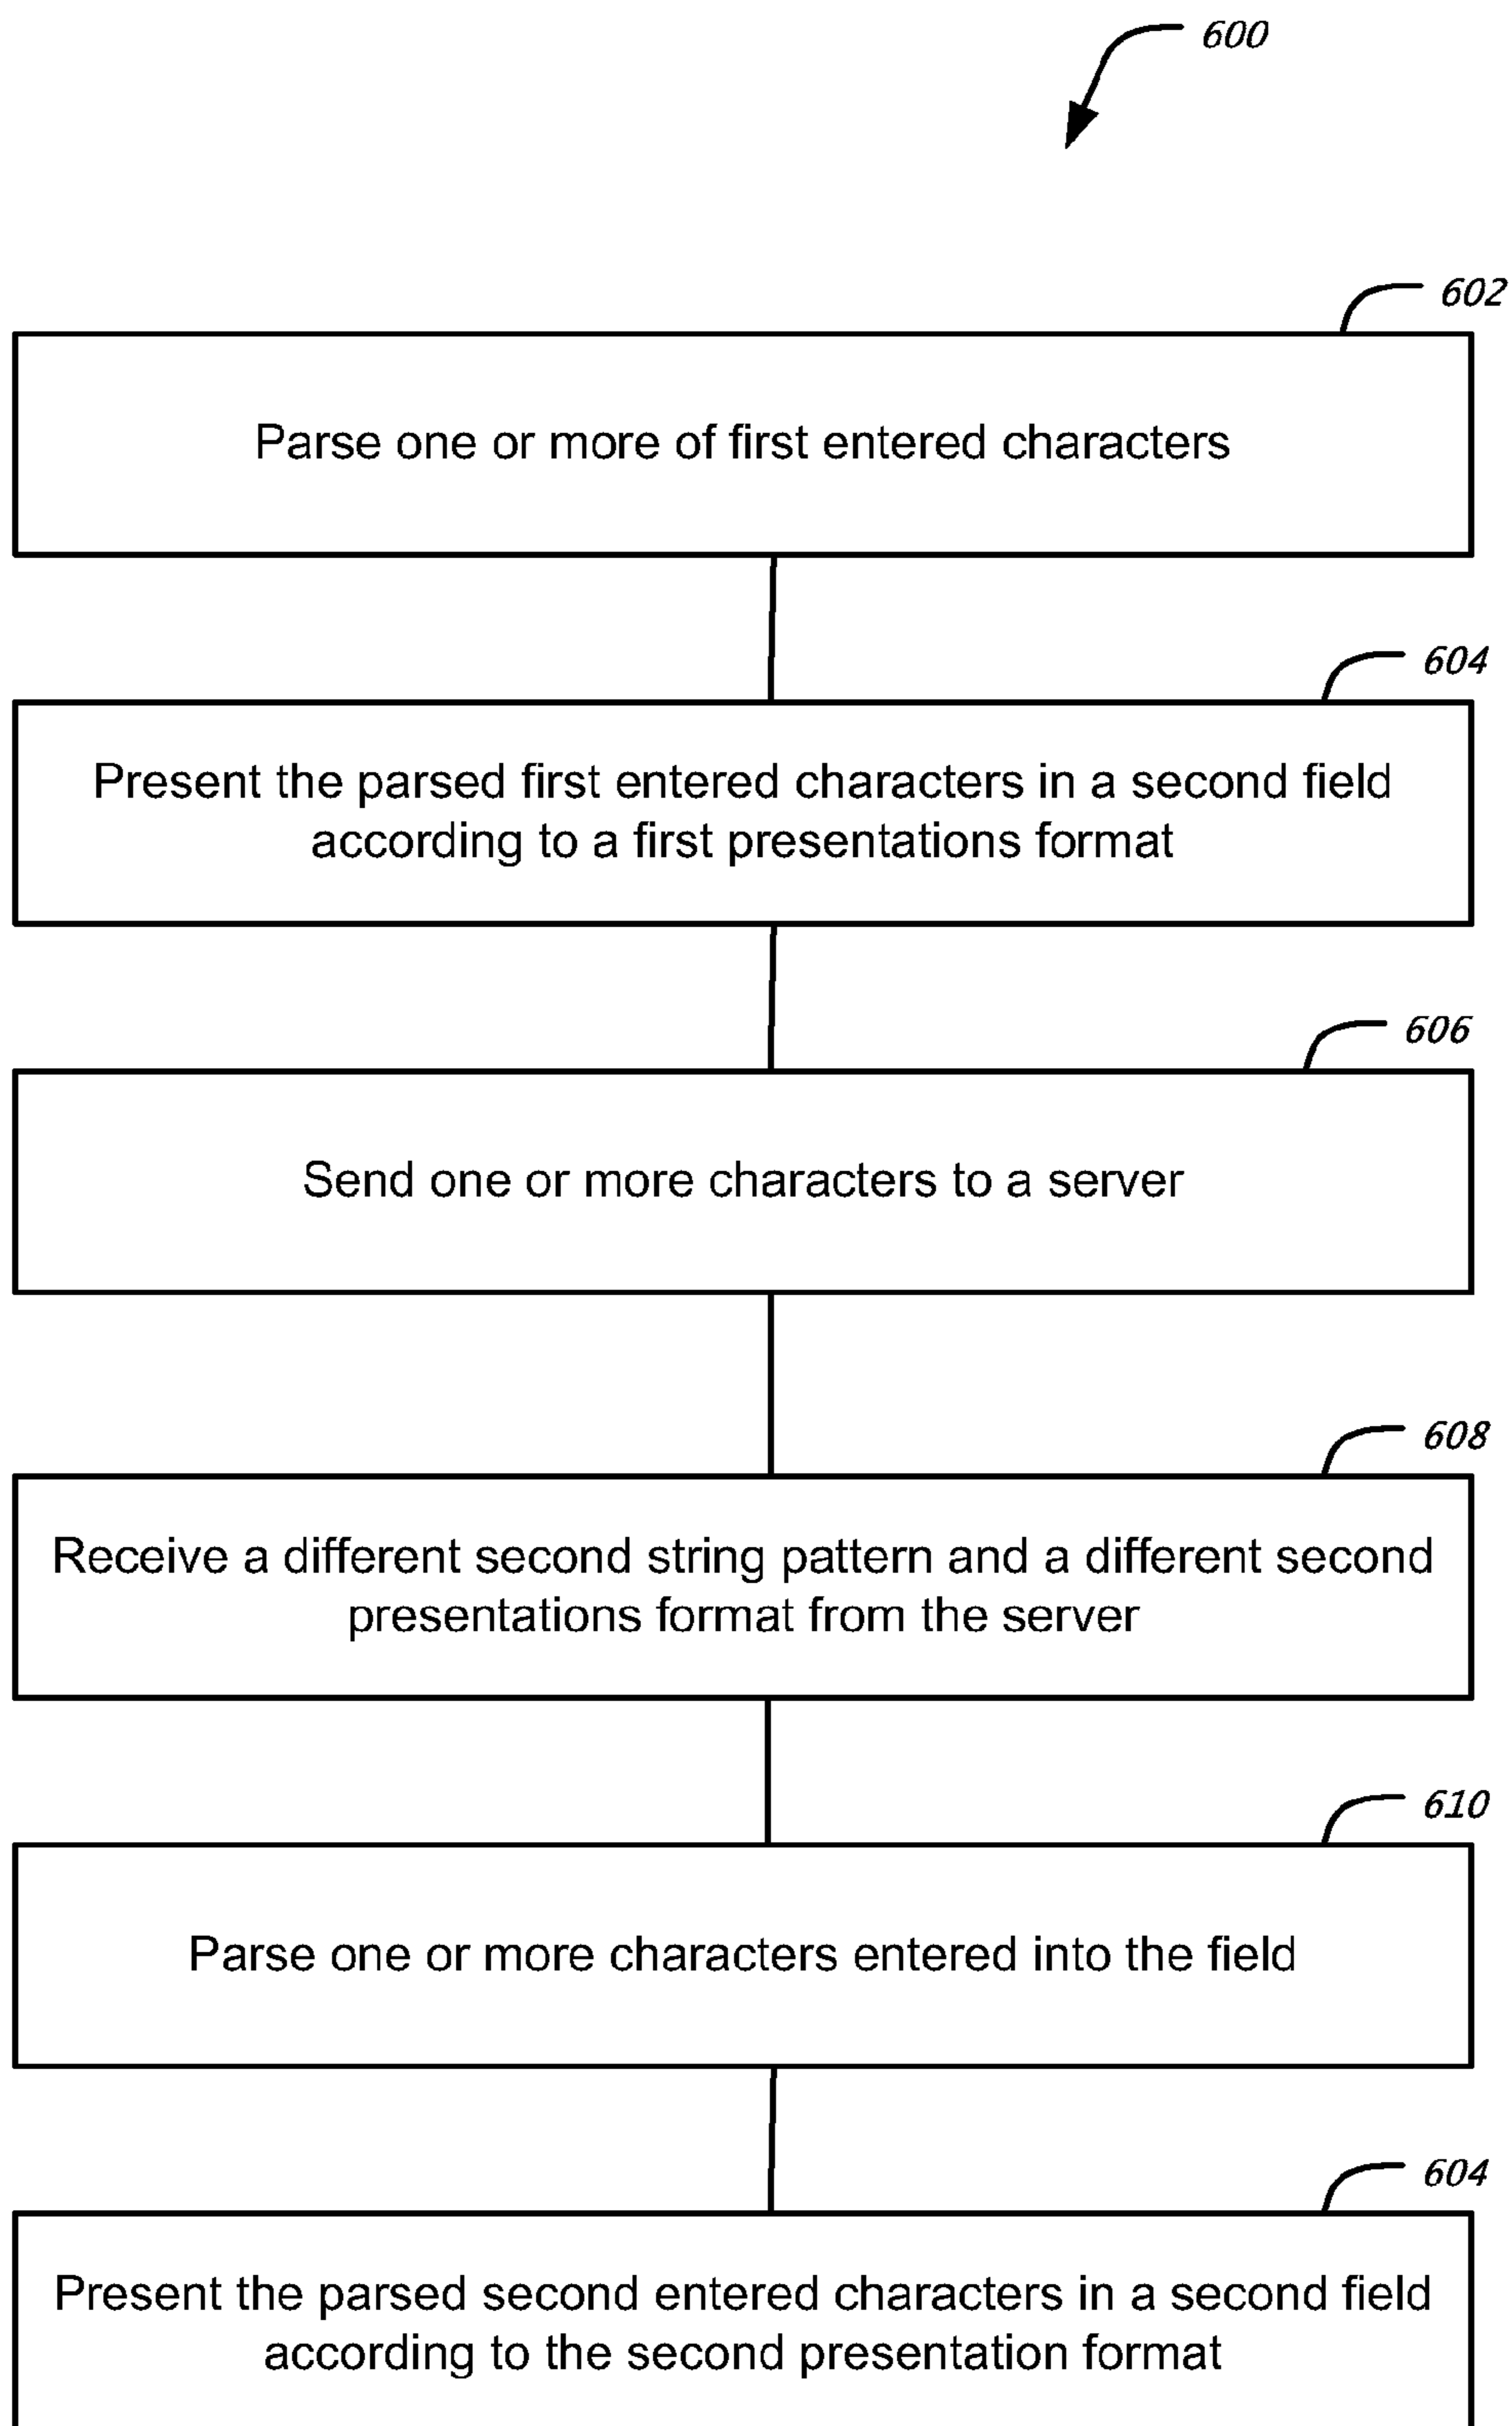 600
602
Parse one or more of first entered characters
604
Present the parsed first entered characters in a second field
according to a first presentations format
606
Send one or more characters to a server
608
Receive a different second string pattern and a different second
presentations format from the server
610
Parse one or more characters entered into the field
604
Present the parsed second entered characters in a second field
according to the second presentation format